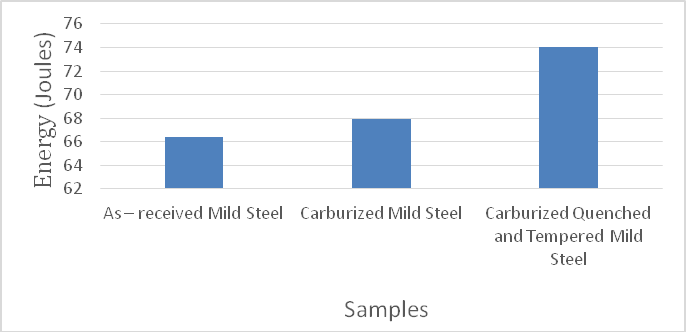 76
74
72
70
68
66
64
62
Energy (Joules)
As – received Mild Steel
Carburized Mild Steel
Carburized Quenched
and Tempered Mild
Steel
Samples